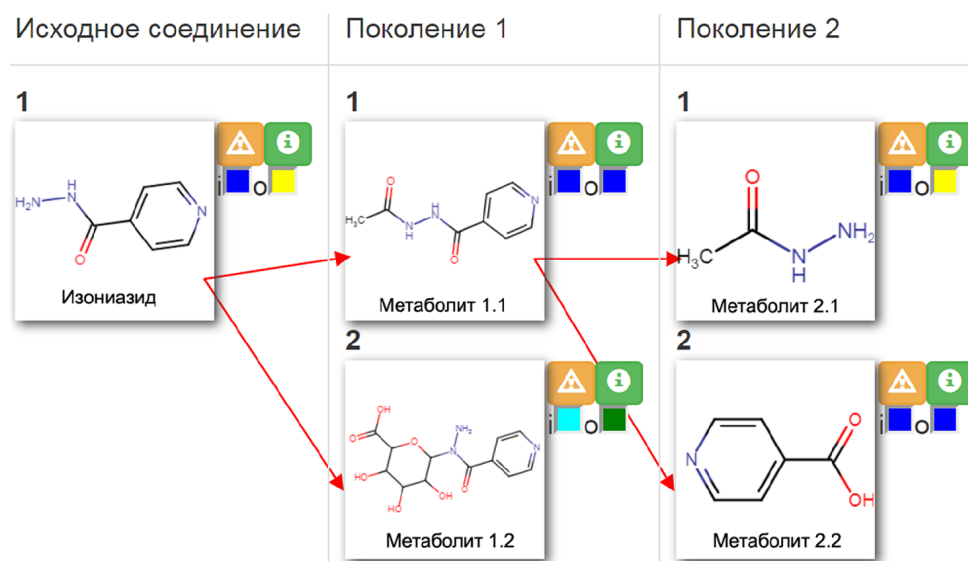 Исходное соединение
Поколение 1
Поколение 2
1
H₂N
H
N
O
N
i
o
Изониазид
1
O
H₃C
N
H
H
N
O
N
i
o
Метаболит 1.1
1
O
H₃C
N
H
NH₂
i
o
Метаболит 2.1
2
OH
O
O
NH₂
N
N
HO
HO
OH
O
i
o
Метаболит 1.2
2
N
O
OH
i
o
Метаболит 2.2